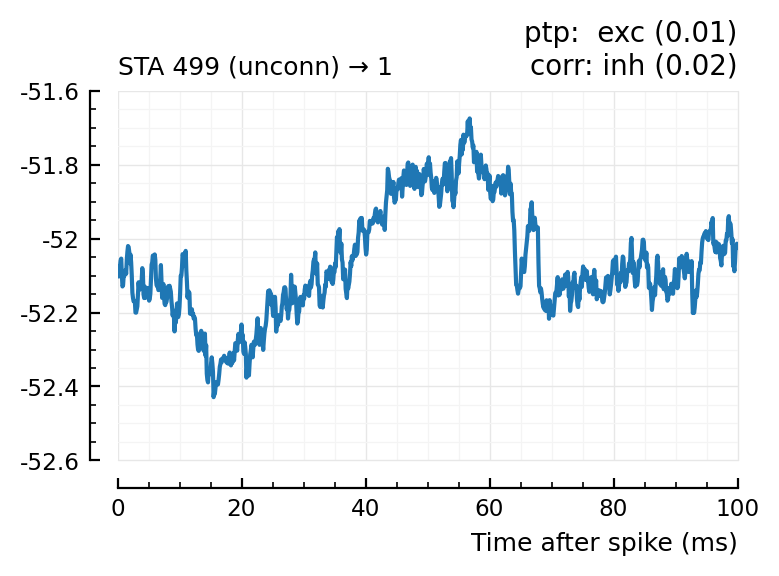 ptp:  exc (0.01)
STA 499 (unconn) → 1
corr: inh (0.02)
-51.6
-51.8
-52
-52.2
-52.4
-52.6
0 20 40 60 80 100
Time after spike (ms)